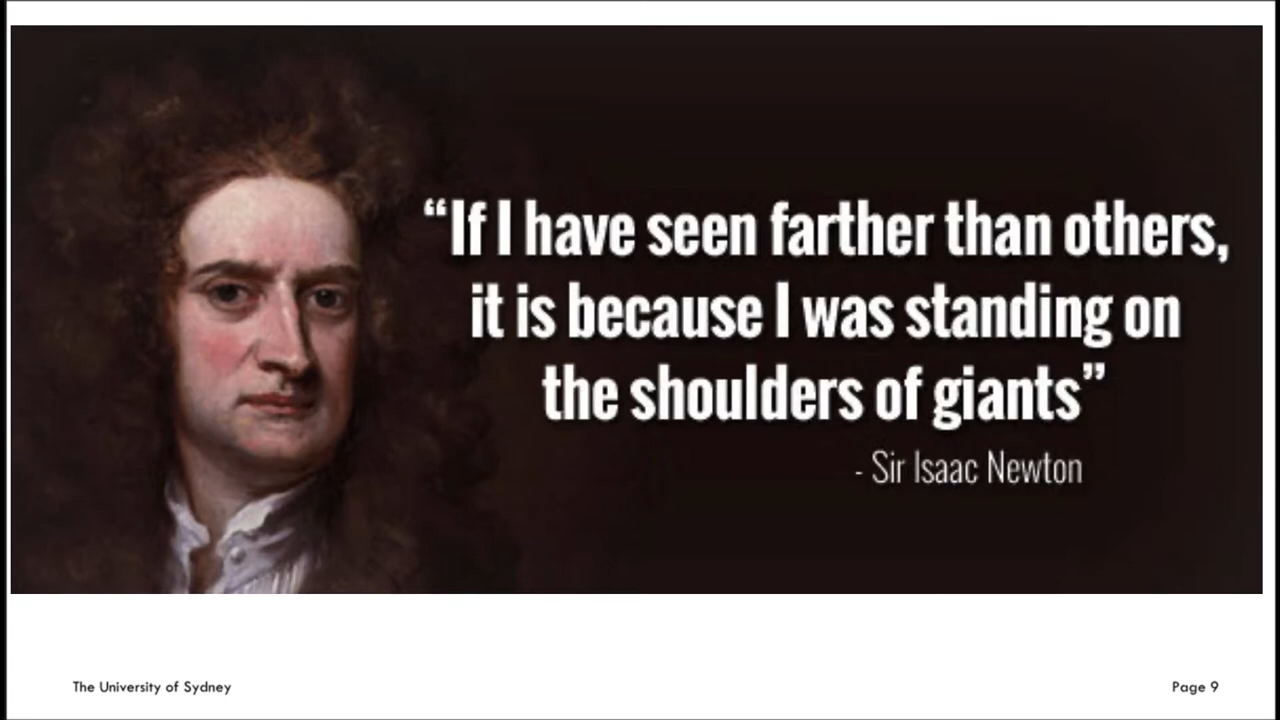 “If I have seen farther than others,
it is because I was standing on
the shoulders of giants”
- Sir Isaac Newton
The University of Sydney
Page 9